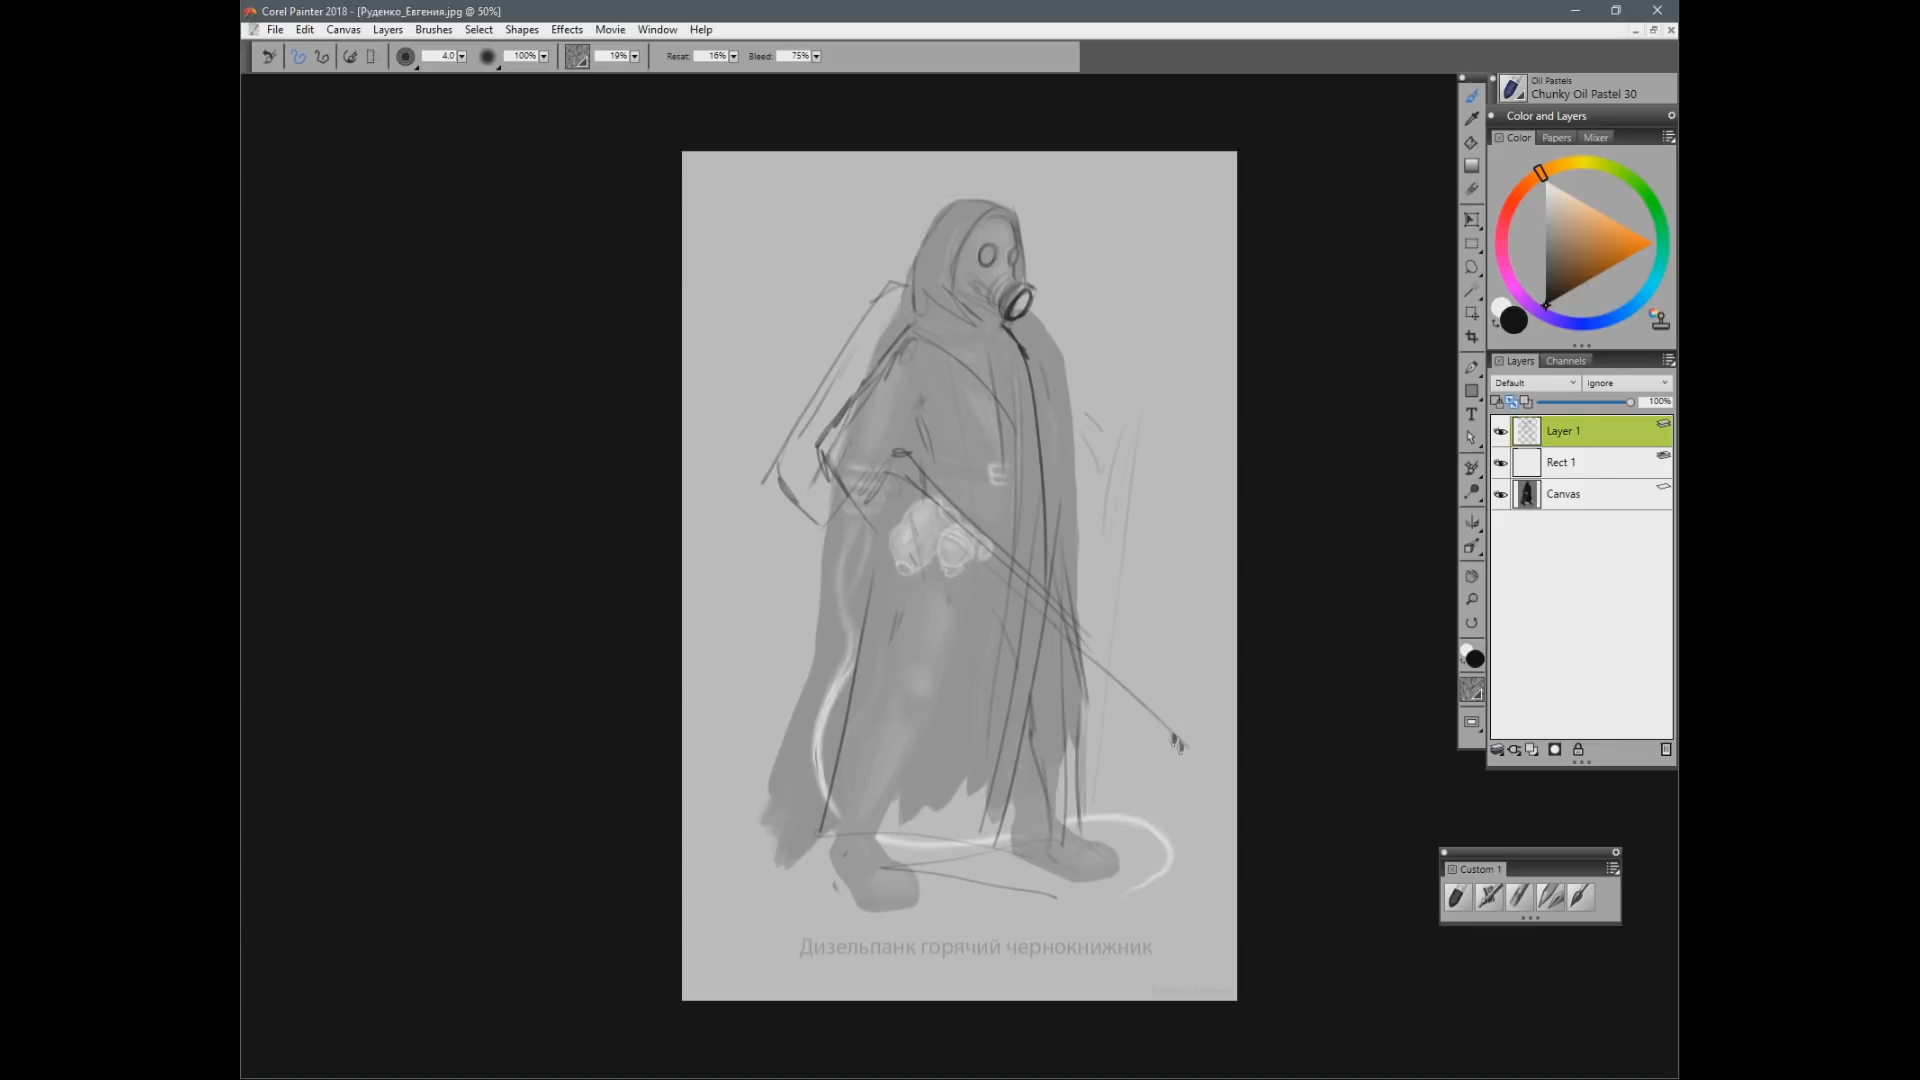 Corel Painter 2018 - [Руденко_Евгения.jpg @ 50%]
File Edit Canvas Layers Brushes Select Shapes Effects Movie Window Help
4.0 100% 19% Resat: 16% Bleed: 75%
Oil Pastels
Chunky Oil Pastel 30
Color and Layers
Color Papers Mixer
Layers Channels
Default Ignore
100%
Layer 1
Rect 1
Canvas
T
Custom 1
Дизельпанк горячий чернокнижник